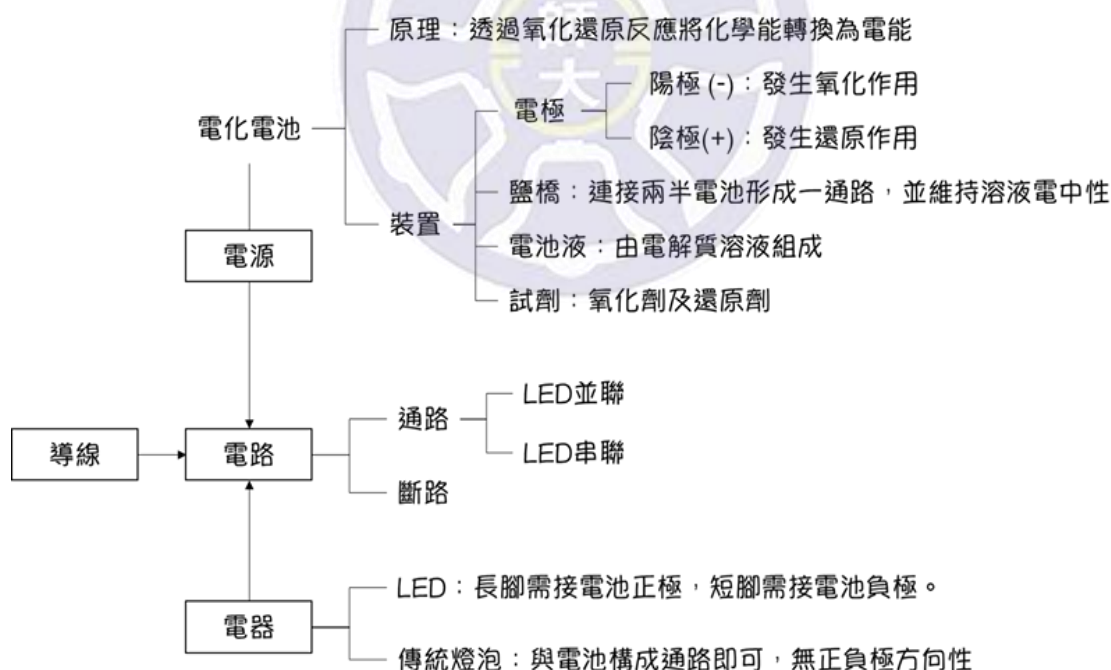 原理：透過氧化還原反應將化學能轉換為電能
陽極 (-)：發生氧化作用
電極
電化電池
陰極(+)：發生還原作用
鹽橋：連接兩半電池形成一通路，並維持溶液電中性
裝置
電池液：由電解質溶液組成
電源
試劑：氧化劑及還原劑
LED並聯
通路
導線
電路
LED串聯
斷路
LED：長腳需接電池正極，短腳需接電池負極。
電器
傳統燈泡：與電池構成通路即可，無正負極方向性
師大